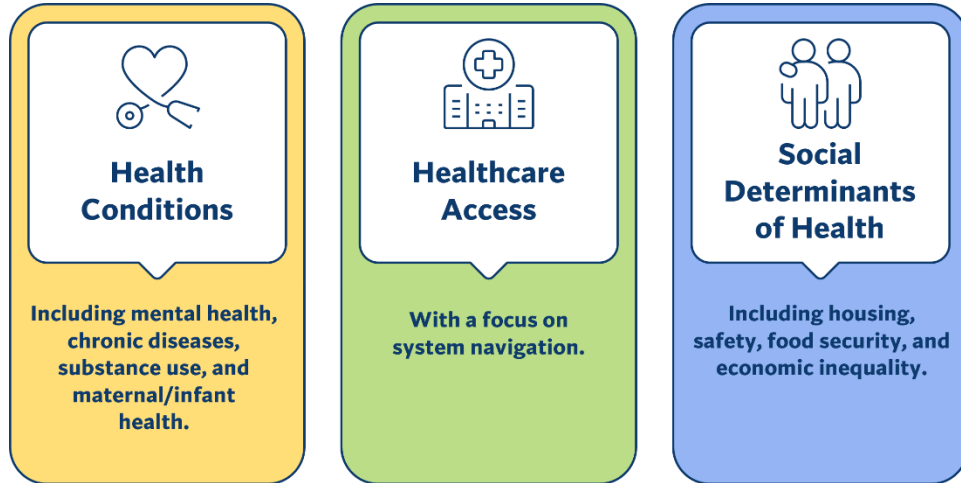 Health
Conditions
Including mental health,
chronic diseases,
substance use, and
maternal/infant
health.
Healthcare
Access
With a focus on
system navigation.
Social
Determinants
of Health
Including housing,
safety, food security, and
economic inequality.